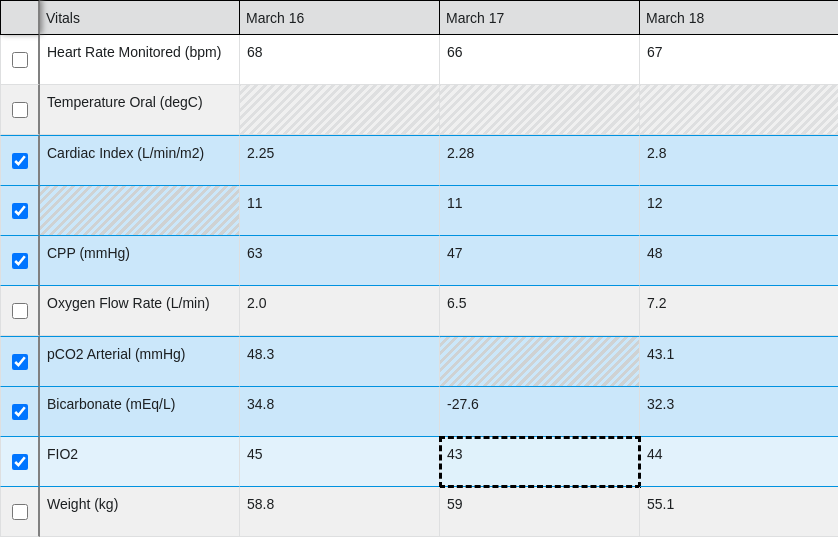 Vitals March 16 March 17 March 18
Heart Rate Monitored (bpm) 68 66 67
Temperature Oral (degC)
Cardiac Index (L/min/m2) 2.25 2.28 2.8
11 11 12
CPP (mmHg) 63 47 48
Oxygen Flow Rate (L/min) 2.0 6.5 7.2
pCO2 Arterial (mmHg) 48.3 43.1
Bicarbonate (mEq/L) 34.8 -27.6 32.3
FIO2 45 43 44
Weight (kg) 58.8 59 55.1